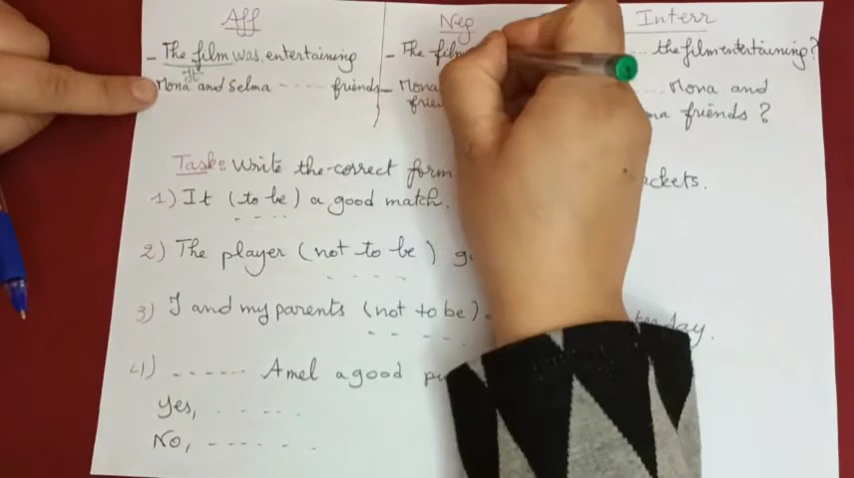 Aff Neg Interr
- The film was entertaining - The film .. the film entertaining?
It
Mona and Selma - - - - friends - Mona ... Mona and
friends ?
Task: Write the correct form
1) It (to be) a good match.
- - - -
2) The player (not to be)
- - - -
3) I and my parents (not to be)
- - - -
4) - - - - - Amel a good
Yes, - - - - -
No, - - - - - -